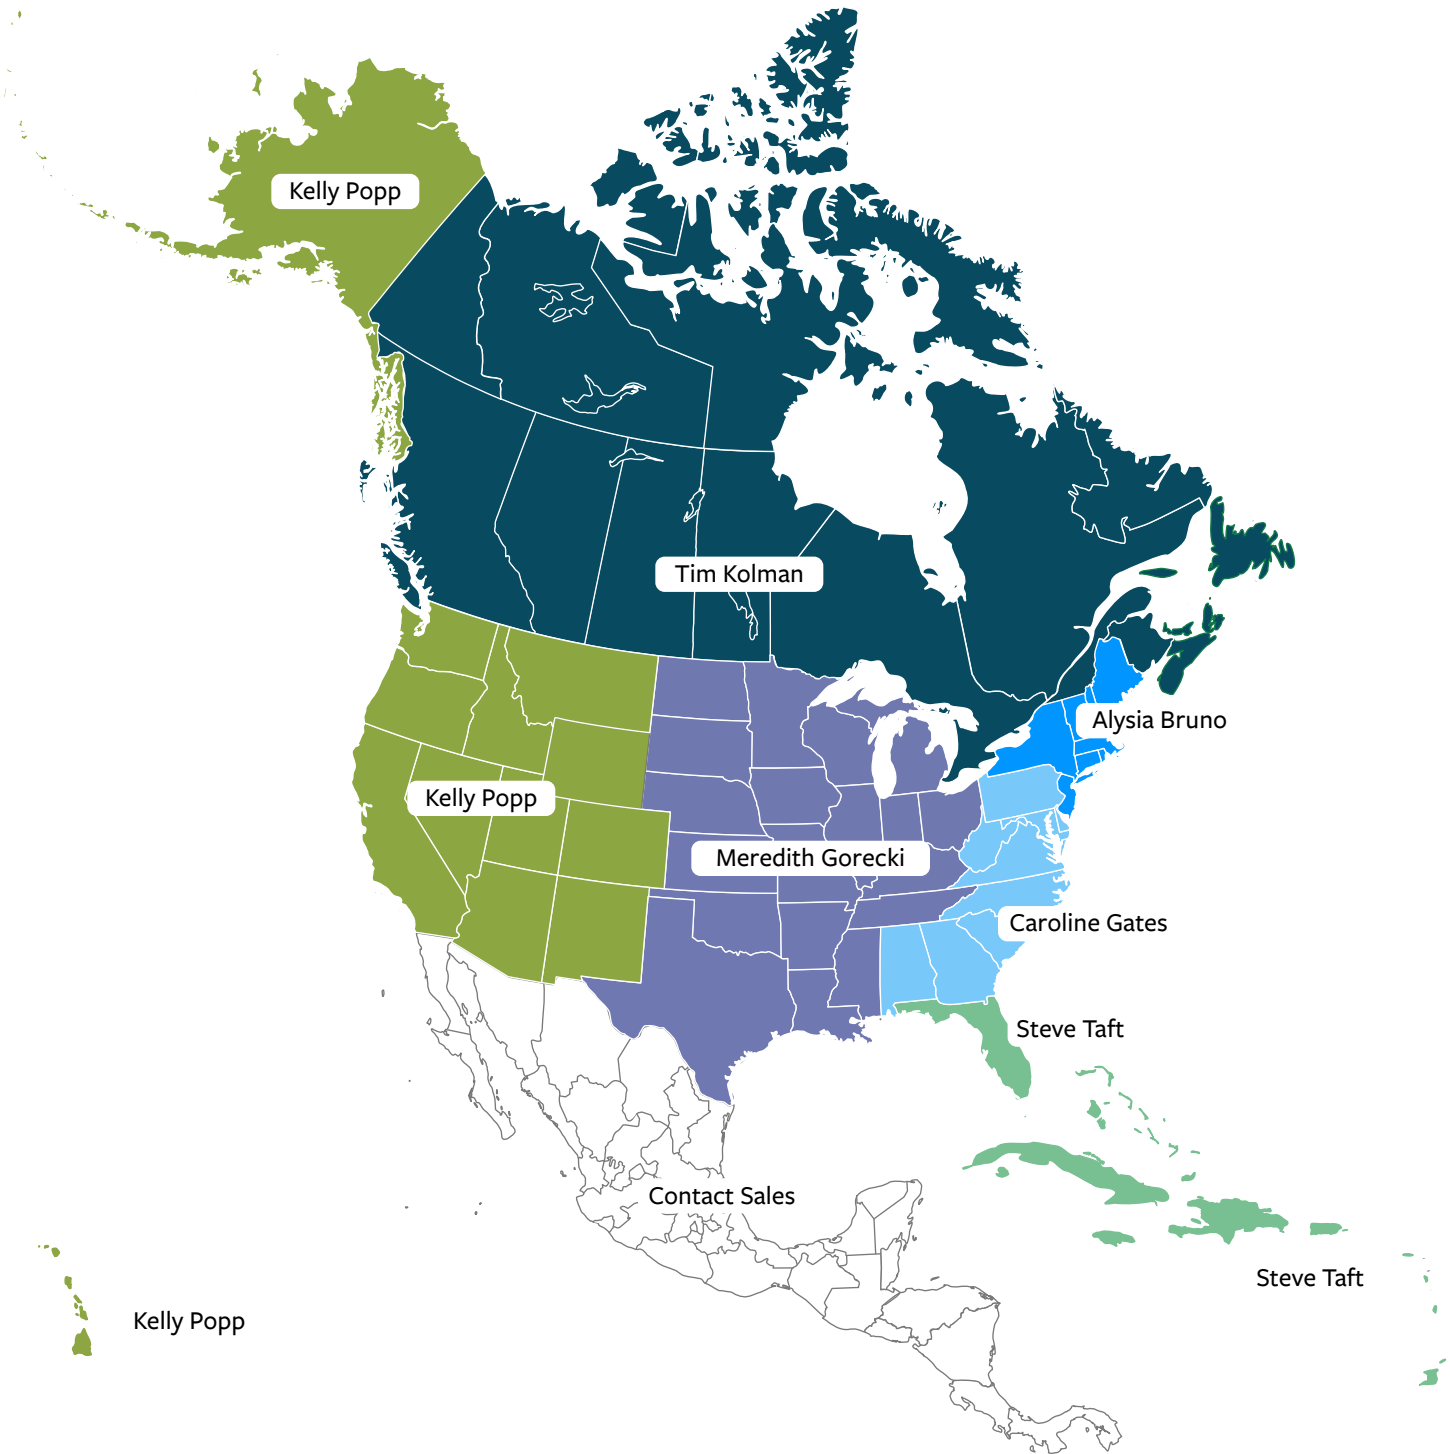 Kelly Popp
Tim Kolman
Alysia Bruno
Kelly Popp
Meredith Gorecki
Caroline Gates
Steve Taft
Contact Sales
Steve Taft
Kelly Popp